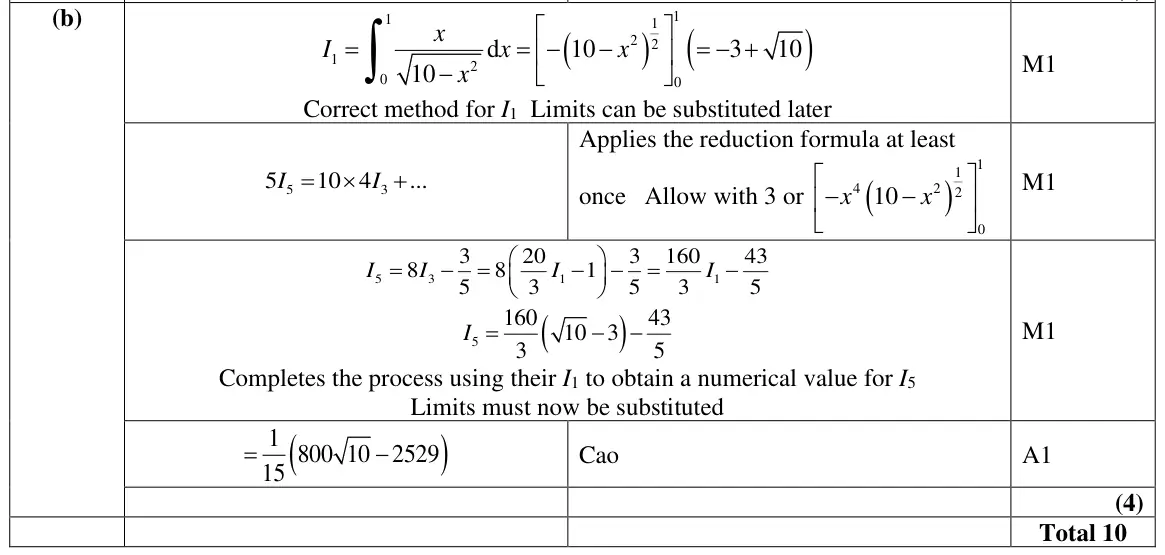 (b)
I₁ = ∫₀¹ x/√(10 − x²) dx = [−(10 − x²)^(1/2)]₀¹ (= −3 + √10)
M1
Correct method for I₁ Limits can be substituted later
5I₅ = 10×4I₃ + ...
Applies the reduction formula at least
once Allow with 3 or [−x⁴(10 − x²)^(1/2)]₀¹
M1
I₅ = 8I₃ − 3/5 = 8(20/3 I₁ − 1) − 3/5 = 160/3 I₁ − 43/5
I₅ = 160/3 (√10 − 3) − 43/5
M1
Completes the process using their I₁ to obtain a numerical value for I₅
Limits must now be substituted
= 1/15 (800√10 − 2529)
Cao
A1
(4)
Total 10